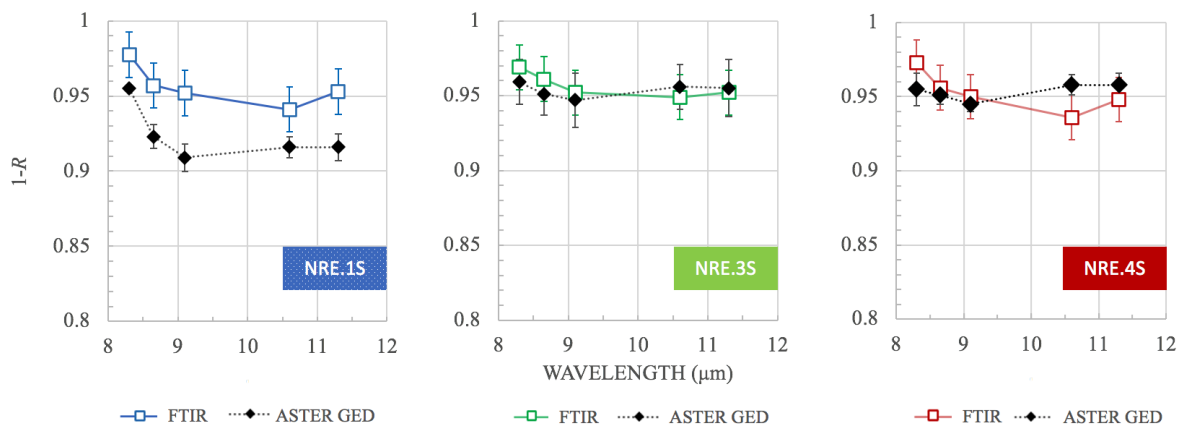 1-R
1
0.95
0.9
0.85
0.8
8 9 10 11 12
NRE.1S
FTIR ASTER GED
1
0.95
0.9
0.85
0.8
8 9 10 11 12
NRE.3S
WAVELENGTH (μm)
FTIR ASTER GED
1
0.95
0.9
0.85
0.8
8 9 10 11 12
NRE.4S
FTIR ASTER GED